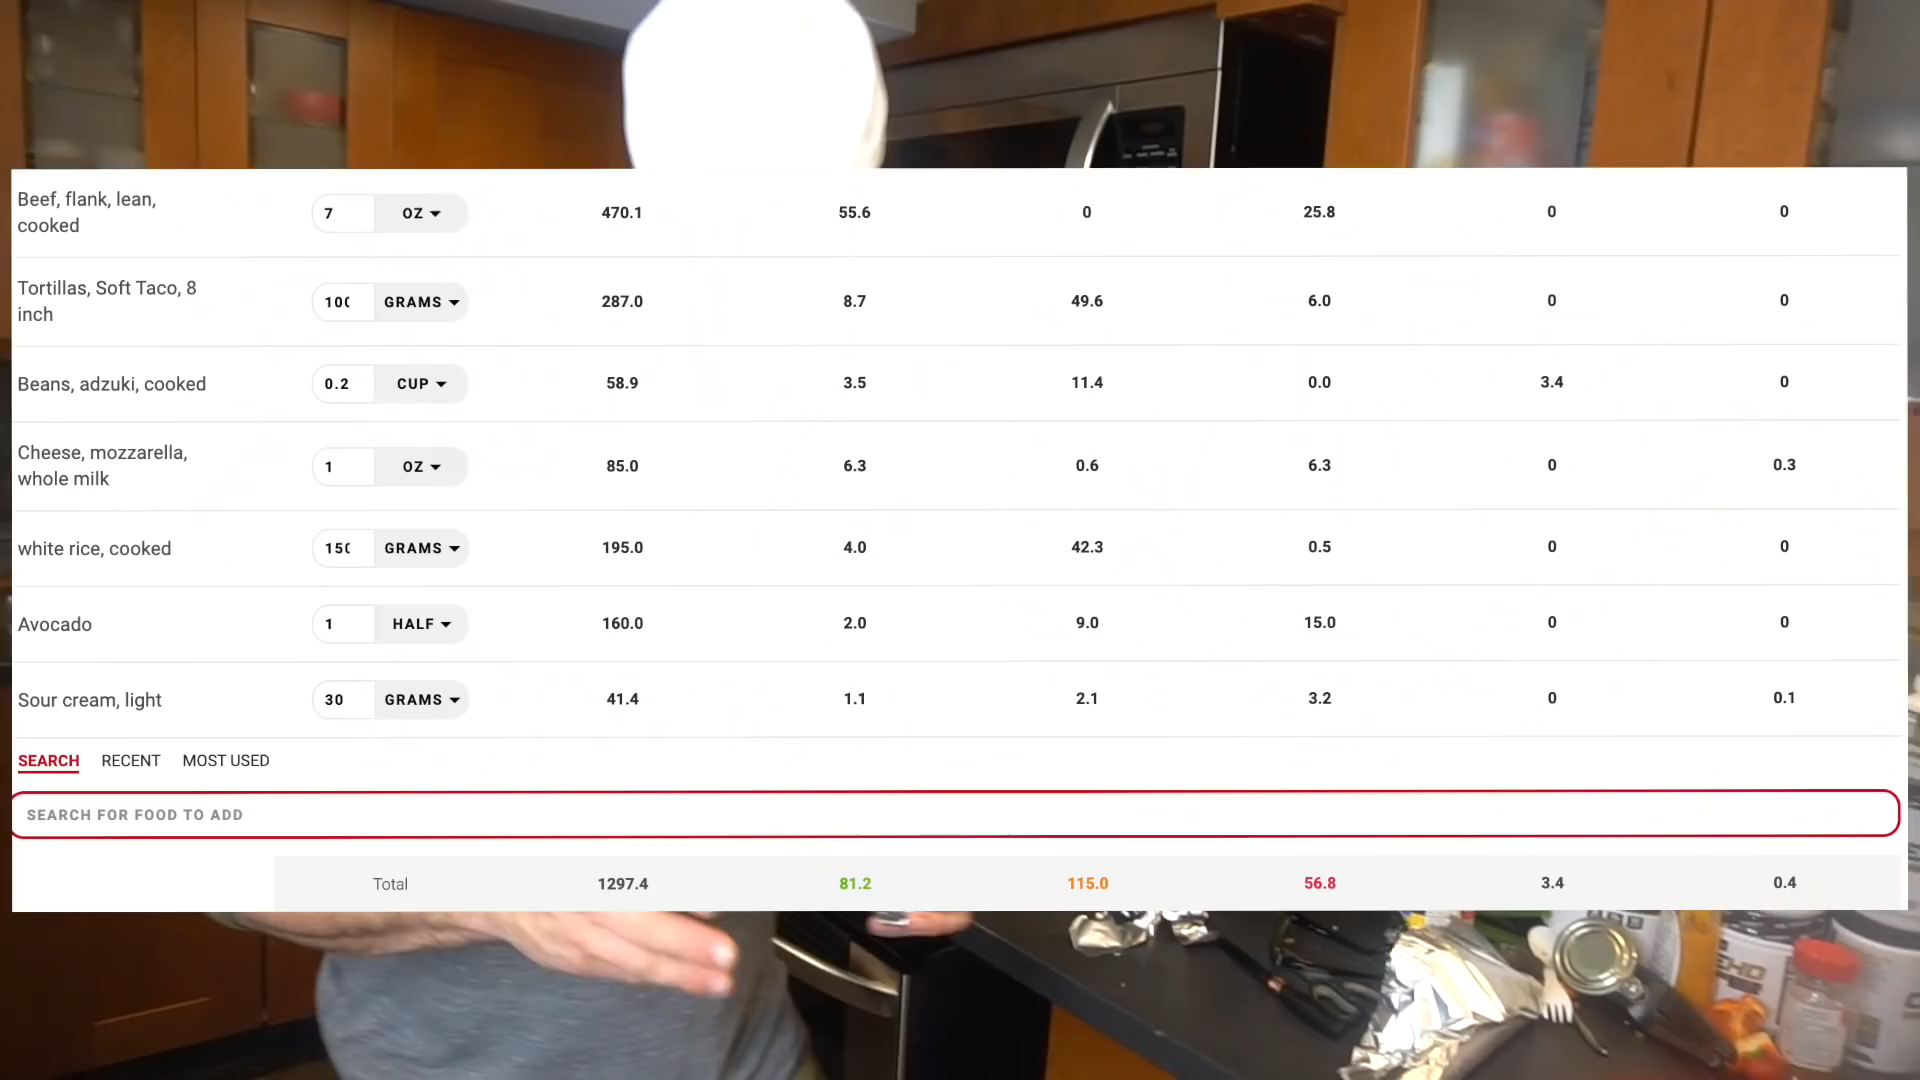 Beef, flank, lean, cooked 7 OZ 470.1 55.6 0 25.8 0 0
Tortillas, Soft Taco, 8 inch 10 GRAMS 287.0 8.7 49.6 6.0 0 0
Beans, adzuki, cooked 0.2 CUP 58.9 3.5 11.4 0.0 3.4 0
Cheese, mozzarella, whole milk 1 OZ 85.0 6.3 0.6 6.3 0 0.3
white rice, cooked 15 GRAMS 195.0 4.0 42.3 0.5 0 0
Avocado 1 HALF 160.0 2.0 9.0 15.0 0 0
Sour cream, light 30 GRAMS 41.4 1.1 2.1 3.2 0 0.1
SEARCH RECENT MOST USED
SEARCH FOR FOOD TO ADD
Total 1297.4 81.2 115.0 56.8 3.4 0.4